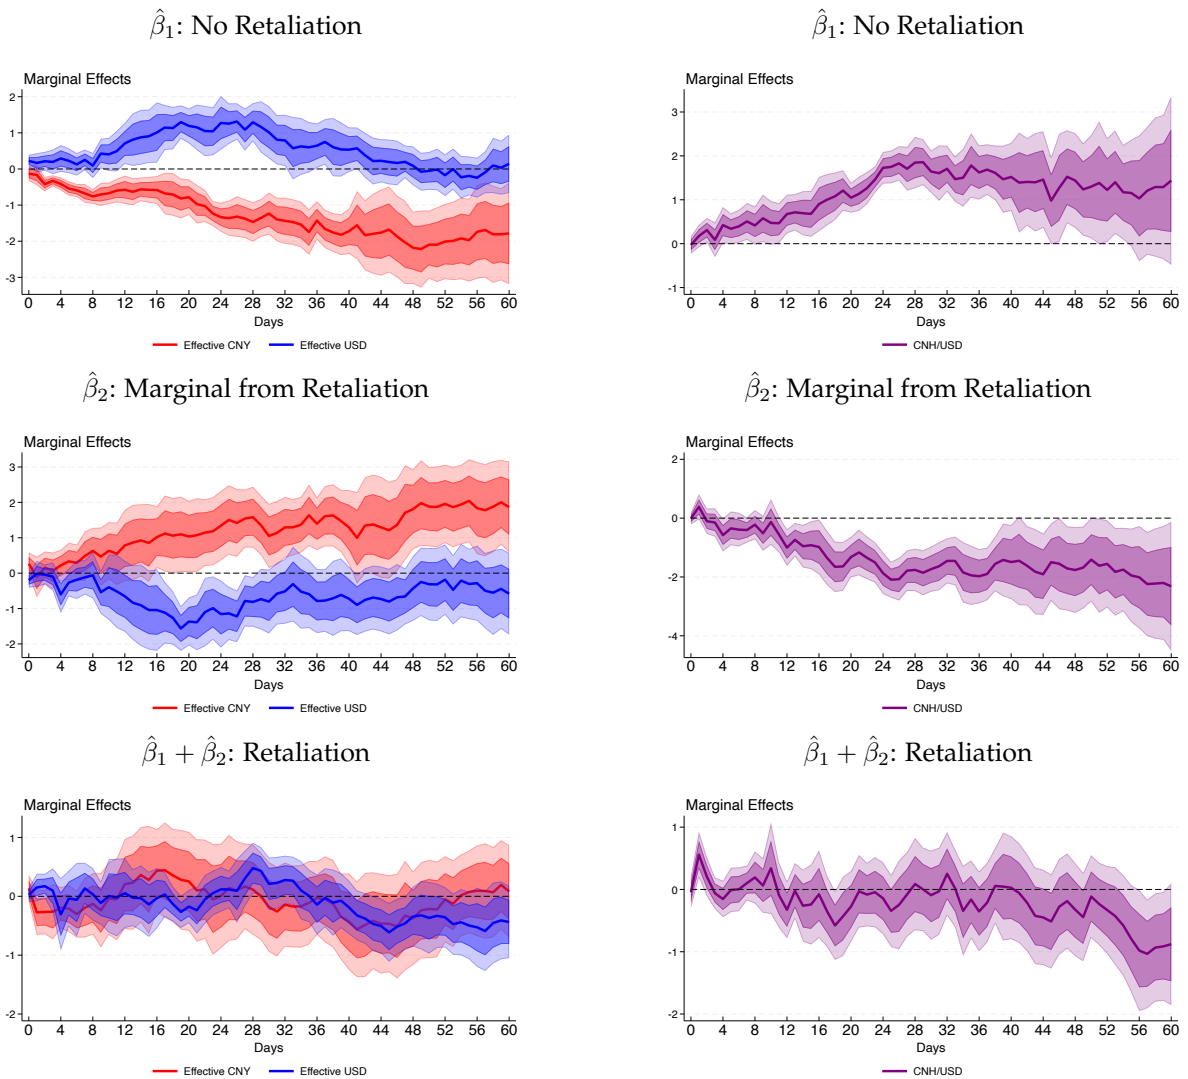 β̂₁: No Retaliation
Marginal Effects
2
1
0
-1
-2
-3
0 4 8 12 16 20 24 28 32 36 40 44 48 52 56 60
Days
Effective CNY Effective USD
β̂₁: No Retaliation
Marginal Effects
3
2
1
0
-1
0 4 8 12 16 20 24 28 32 36 40 44 48 52 56 60
Days
CNH/USD
β̂₂: Marginal from Retaliation
Marginal Effects
3
2
1
0
-1
-2
0 4 8 12 16 20 24 28 32 36 40 44 48 52 56 60
Days
Effective CNY Effective USD
β̂₂: Marginal from Retaliation
Marginal Effects
2
0
-2
-4
0 4 8 12 16 20 24 28 32 36 40 44 48 52 56 60
Days
CNH/USD
β̂₁ + β̂₂: Retaliation
Marginal Effects
1
0
-1
-2
0 4 8 12 16 20 24 28 32 36 40 44 48 52 56 60
Days
Effective CNY Effective USD
β̂₁ + β̂₂: Retaliation
Marginal Effects
1
0
-1
-2
0 4 8 12 16 20 24 28 32 36 40 44 48 52 56 60
Days
CNH/USD